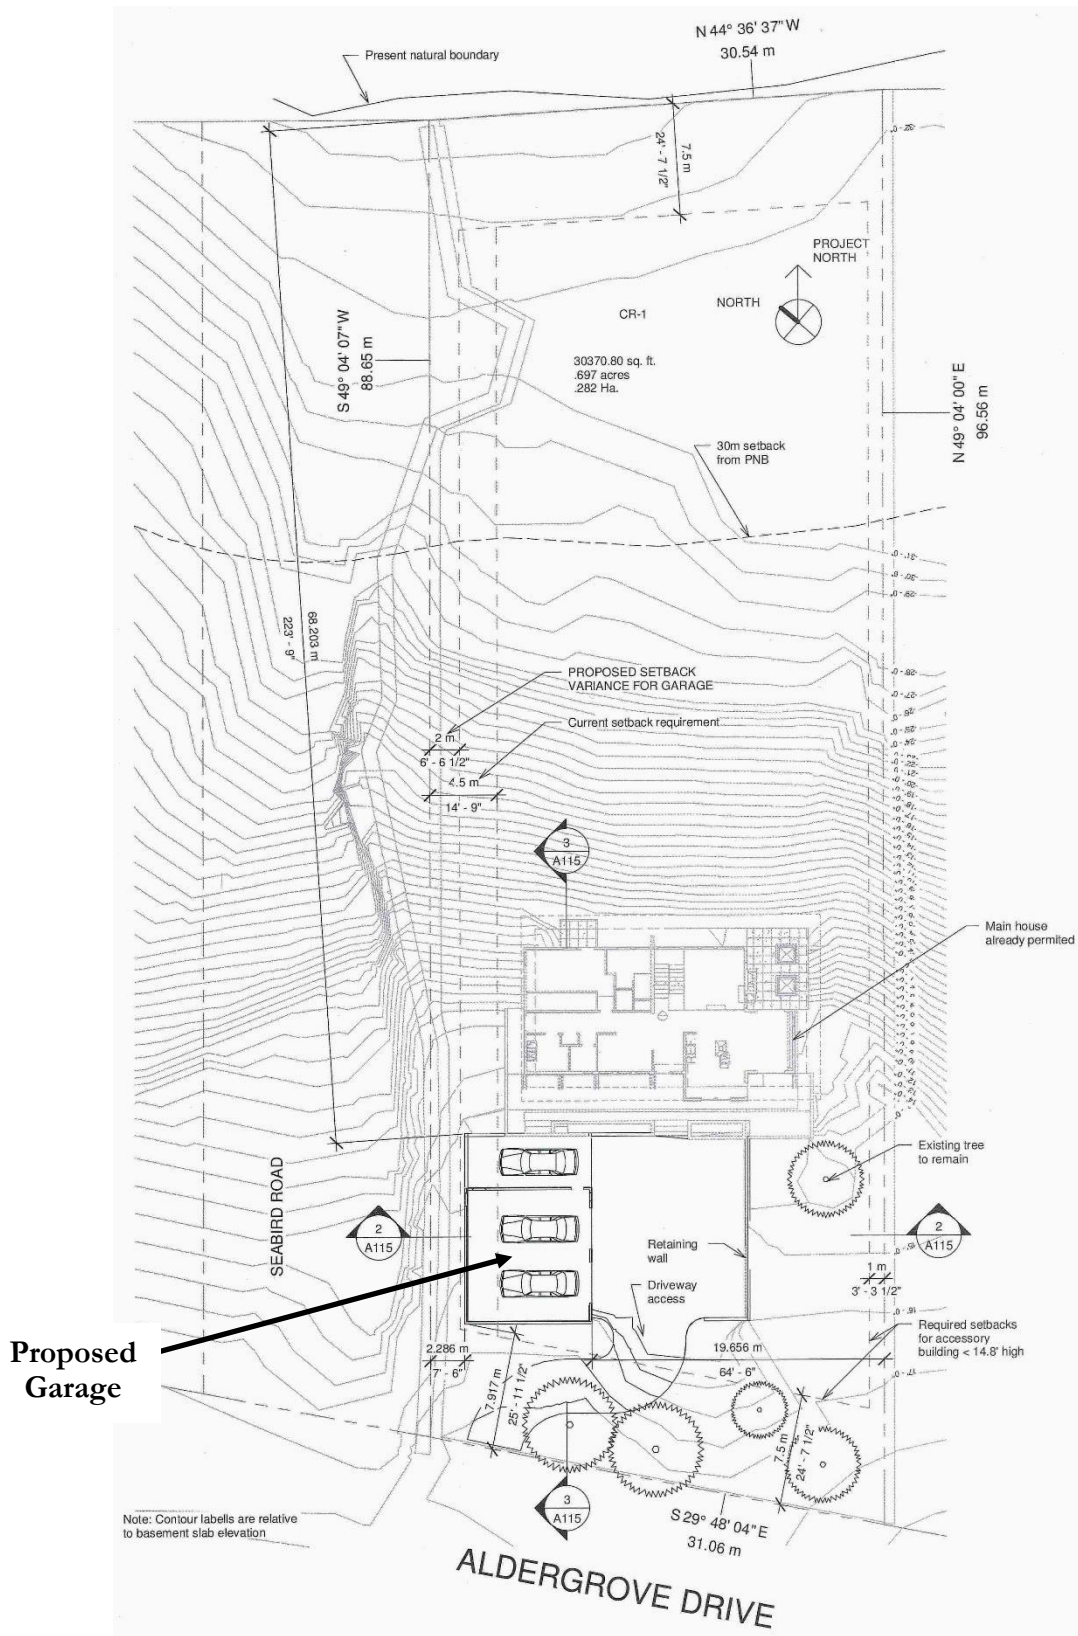 N 44° 36' 37" W
30.54 m
Present natural boundary
7.5 m
24' - 7 1/2"
PROJECT
NORTH
NORTH
CR-1
30370.80 sq. ft.
.697 acres
.282 Ha.
S 49° 04' 07" W
88.65 m
N 49° 04' 00" E
96.56 m
30m setback
from PNB
68.203 m
223' - 9"
PROPOSED SETBACK
VARIANCE FOR GARAGE
Current setback requirement
2 m
6' - 6 1/2"
4.5 m
14' - 9"
3
A115
Main house
already permited
REF
Existing tree
to remain
SEABIRD ROAD
2
A115
2
A115
Retaining
wall
Driveway
access
1 m
3' - 3 1/2"
Required setbacks
for accessory
building < 14.8' high
Proposed
Garage
2.286 m
7' - 6"
19.656 m
64' - 6"
7.917 m
25' - 11 1/2"
7.5 m
24' - 7 1/2"
3
A115
Note: Contour labells are relative
to basement slab elevation
S 29° 48' 04" E
31.06 m
ALDERGROVE DRIVE